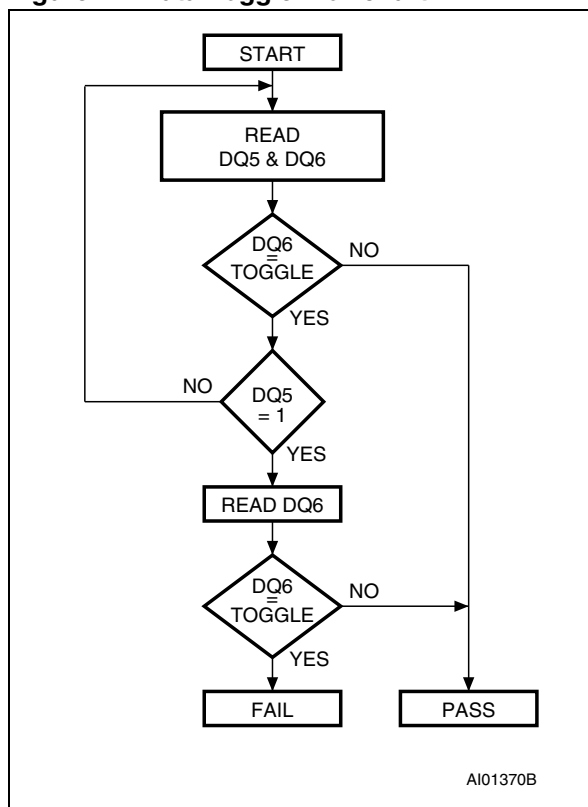 START
READ
DQ5 & DQ6
DQ6
=
TOGGLE
NO
YES
NO
DQ5
= 1
YES
READ DQ6
DQ6
=
TOGGLE
NO
YES
FAIL
PASS
AI01370B